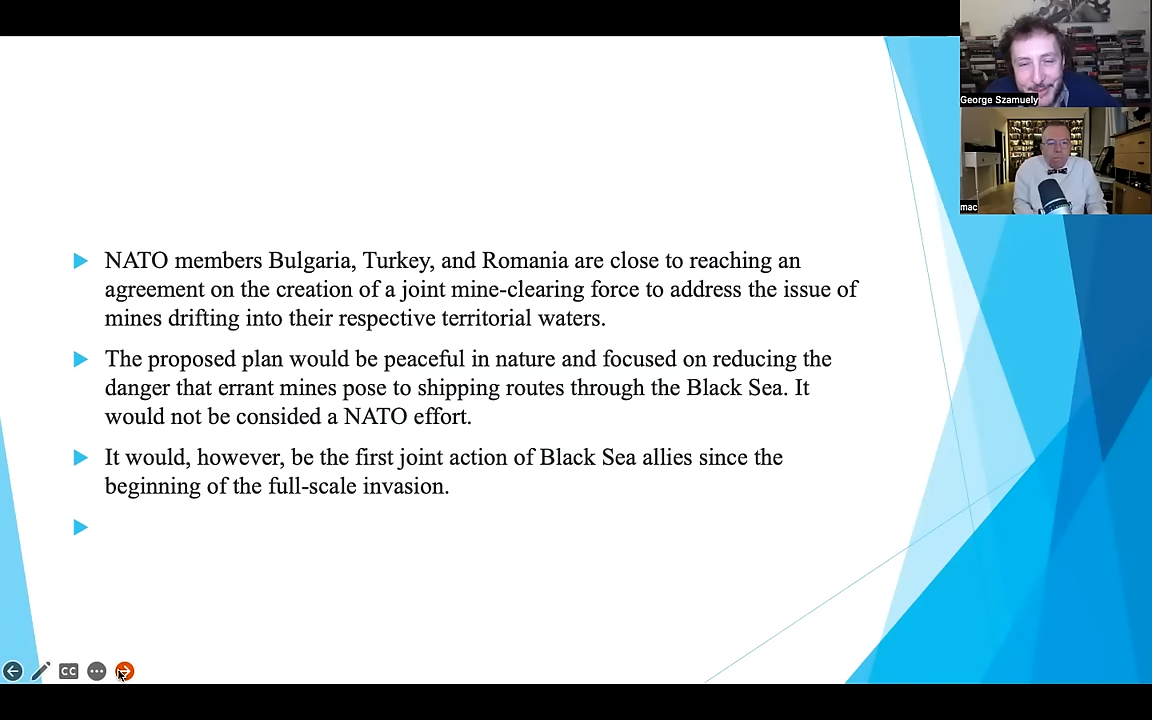 George Szamuely
mac
NATO members Bulgaria, Turkey, and Romania are close to reaching an
agreement on the creation of a joint mine-clearing force to address the issue of
mines drifting into their respective territorial waters.
The proposed plan would be peaceful in nature and focused on reducing the
danger that errant mines pose to shipping routes through the Black Sea. It
would not be consided a NATO effort.
It would, however, be the first joint action of Black Sea allies since the
beginning of the full-scale invasion.
CC